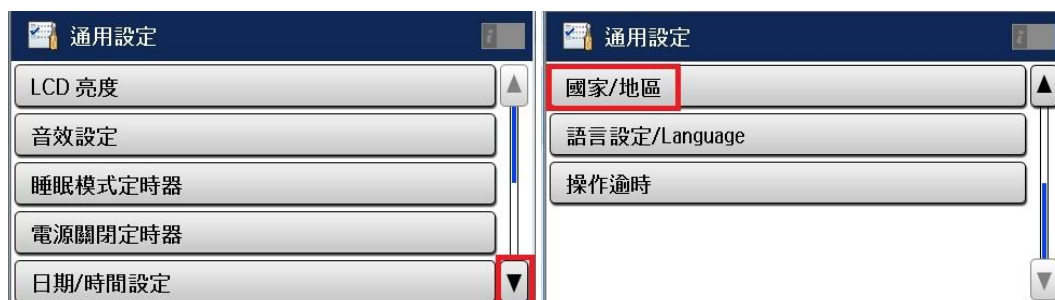 通用設定
LCD 亮度
音效設定
睡眠模式定時器
電源關閉定時器
日期/時間設定
通用設定
國家/地區
語言設定/Language
操作逾時